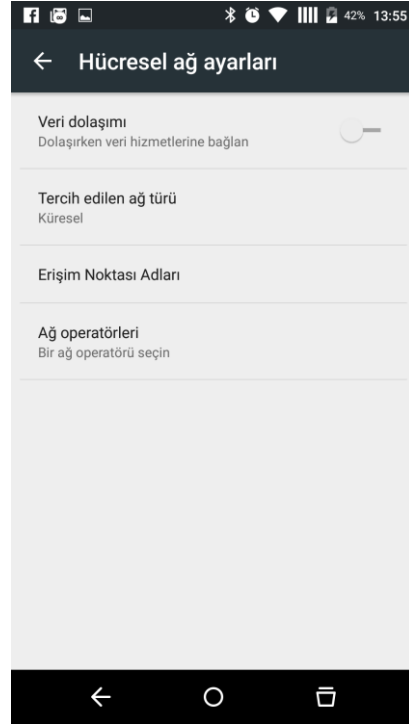 42% 13:55
Hücresel ağ ayarları
Veri dolaşımı
Dolaşırken veri hizmetlerine bağlan
Tercih edilen ağ türü
Küresel
Erişim Noktası Adları
Ağ operatörleri
Bir ağ operatörü seçin